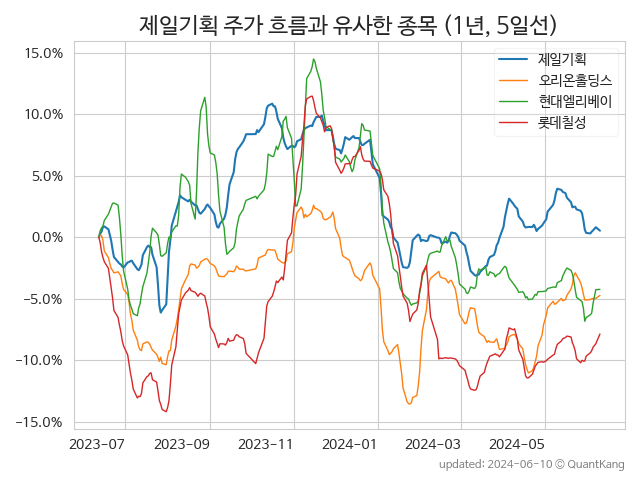 제일기획 주가 흐름과 유사한 종목 (1년, 5일선)
제일기획
오리온홀딩스
현대엘리베이
롯데칠성
15.0%
10.0%
5.0%
0.0%
−5.0%
−10.0%
−15.0%
2023-07 2023-09 2023-11 2024-01 2024-03 2024-05
updated: 2024-06-10 © QuantKang